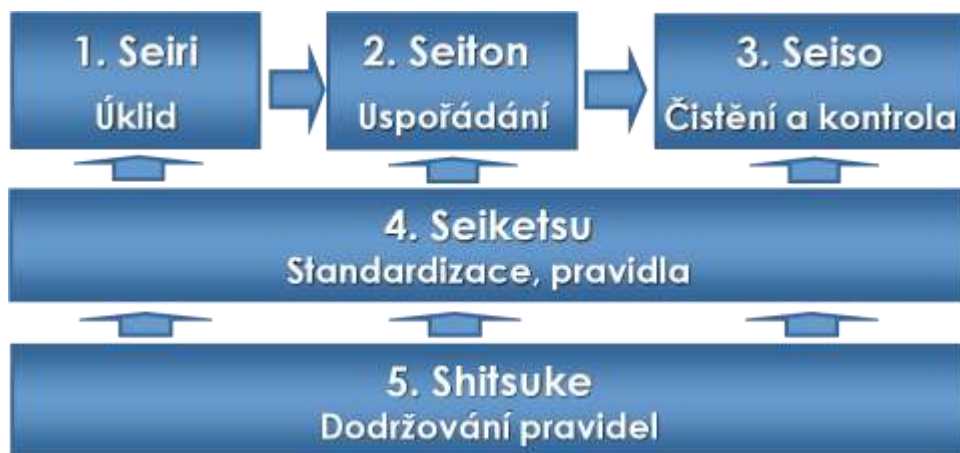 1. Seiri
Úklid
2. Seiton
Uspořádání
3. Seiso
Čistění a kontrola
4. Seiketsu
Standardizace, pravidla
5. Shitsuke
Dodržování pravidel